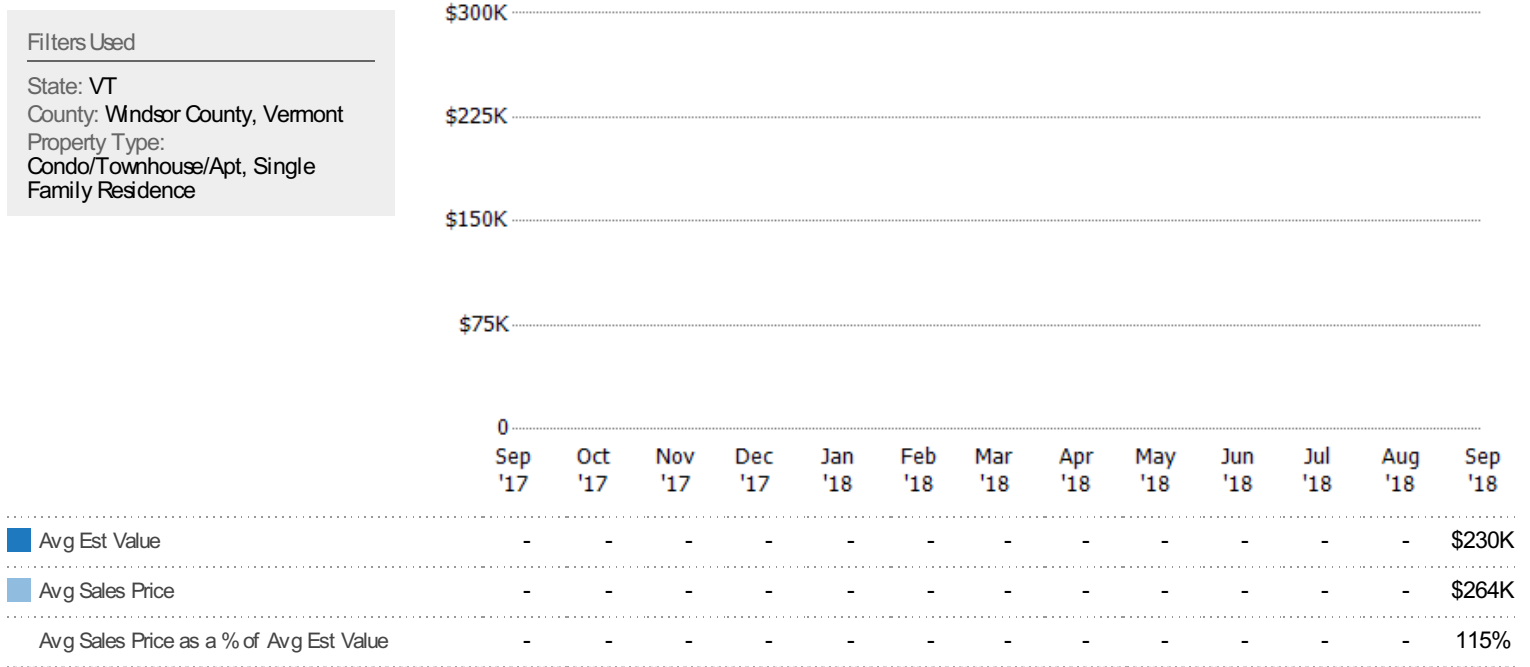 Filters Used
State: VT
County: Windsor County, Vermont
Property Type:
Condo/Townhouse/Apt, Single
Family Residence
$300K
$225K
$150K
$75K
0
Sep Oct Nov Dec Jan Feb Mar Apr May Jun Jul Aug Sep
'17 '17 '17 '17 '18 '18 '18 '18 '18 '18 '18 '18 '18
Avg Est Value - - - - - - - - - - - - $230K
Avg Sales Price - - - - - - - - - - - - $264K
Avg Sales Price as a % of Avg Est Value - - - - - - - - - - - - 115%